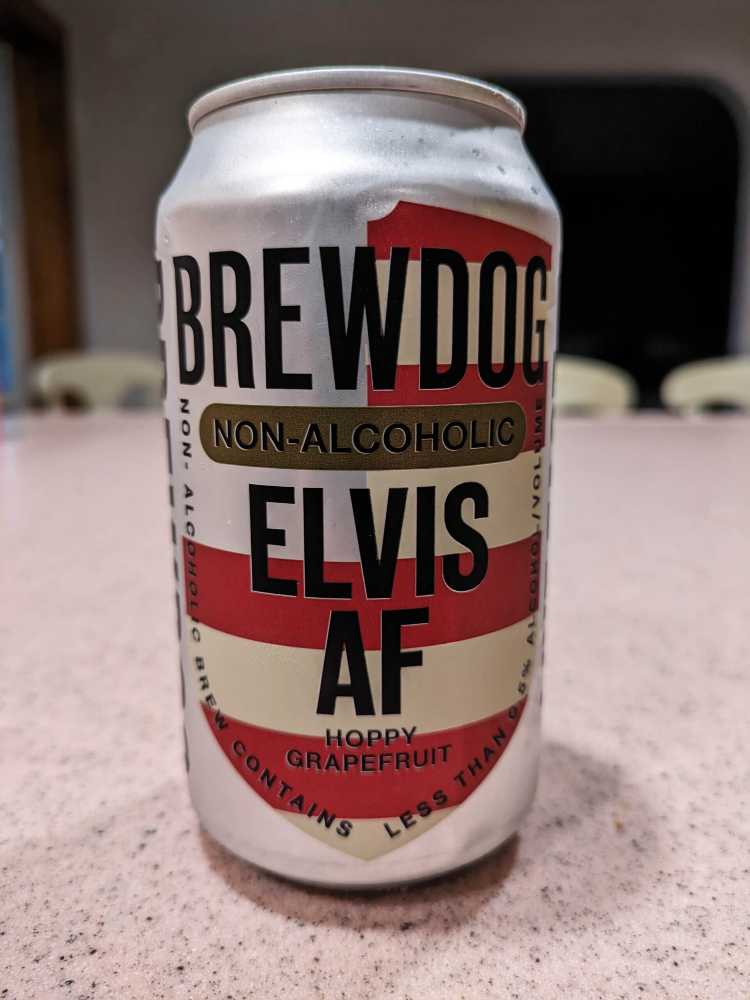 BREWDOG
NON-ALCOHOLIC
ELVIS
AF
HOPPY
GRAPEFRUIT
NON- ALCOHOLIC BREW CONTAINS LESS THAN 0.5% ALCOHOL/VOLUME